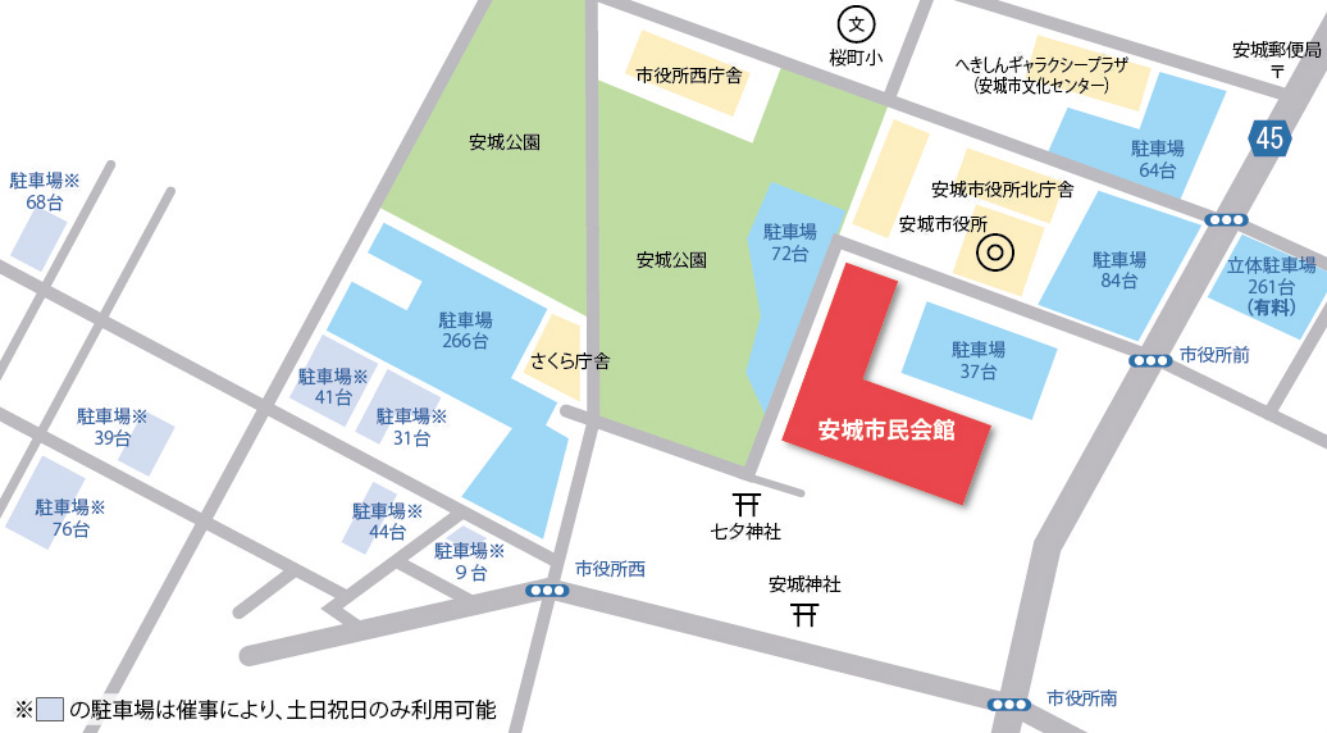 文
桜町小
安城郵便局
〒
へきしんギャラクシープラザ
(安城市文化センター)
市役所西庁舎
45
安城公園
駐車場
64台
駐車場※
68台
安城市役所北庁舎
安城市役所
駐車場
72台
安城公園
駐車場
84台
立体駐車場
261台
(有料)
駐車場
266台
さくら庁舎
駐車場
37台
市役所前
駐車場※
41台
駐車場※
31台
駐車場※
39台
安城市民会館
駐車場※
76台
駐車場※
44台
七夕神社
駐車場※
9台
市役所西
安城神社
市役所南
※ の駐車場は催事により、土日祝日のみ利用可能